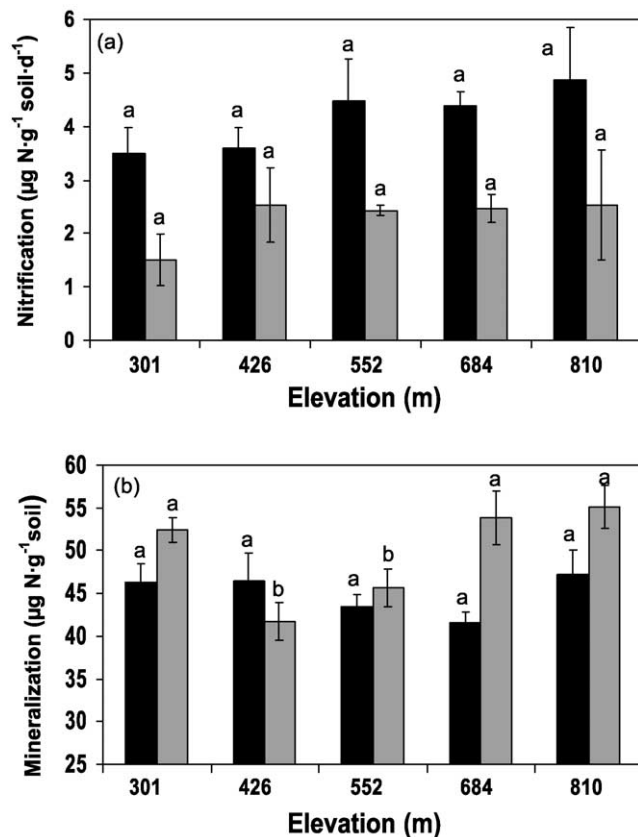 (a)
Nitrification (µg N·g⁻¹ soil·d⁻¹)
6
5
4
3
2
1
0
a a a a a a a a a a
301 426 552 684 810
Elevation (m)
(b)
Mineralization (µg N·g⁻¹ soil)
60
55
50
45
40
35
30
25
a a a b a b a a a a
301 426 552 684 810
Elevation (m)